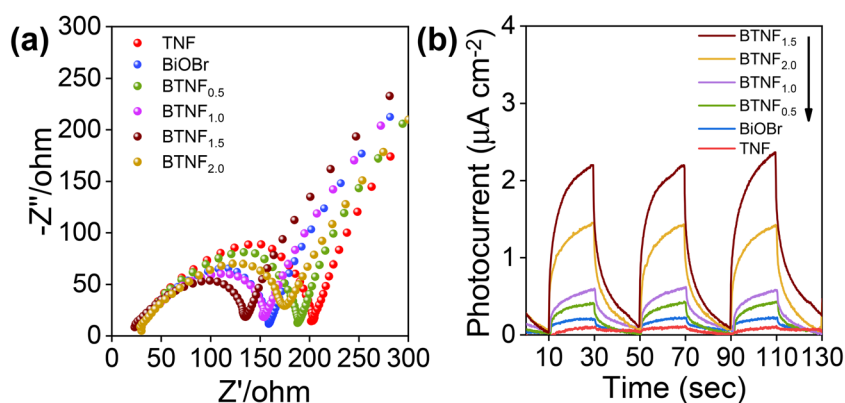 (a)
TNF
BiOBr
BTNF0.5
BTNF1.0
BTNF1.5
BTNF2.0
-Z"/ohm
300
250
200
150
100
50
0
0 50 100 150 200 250 300
Z'/ohm
(b)
BTNF1.5
BTNF2.0
BTNF1.0
BTNF0.5
BiOBr
TNF
Photocurrent (μA cm-2)
4
3
2
1
0
10 30 50 70 90 110 130
Time (sec)